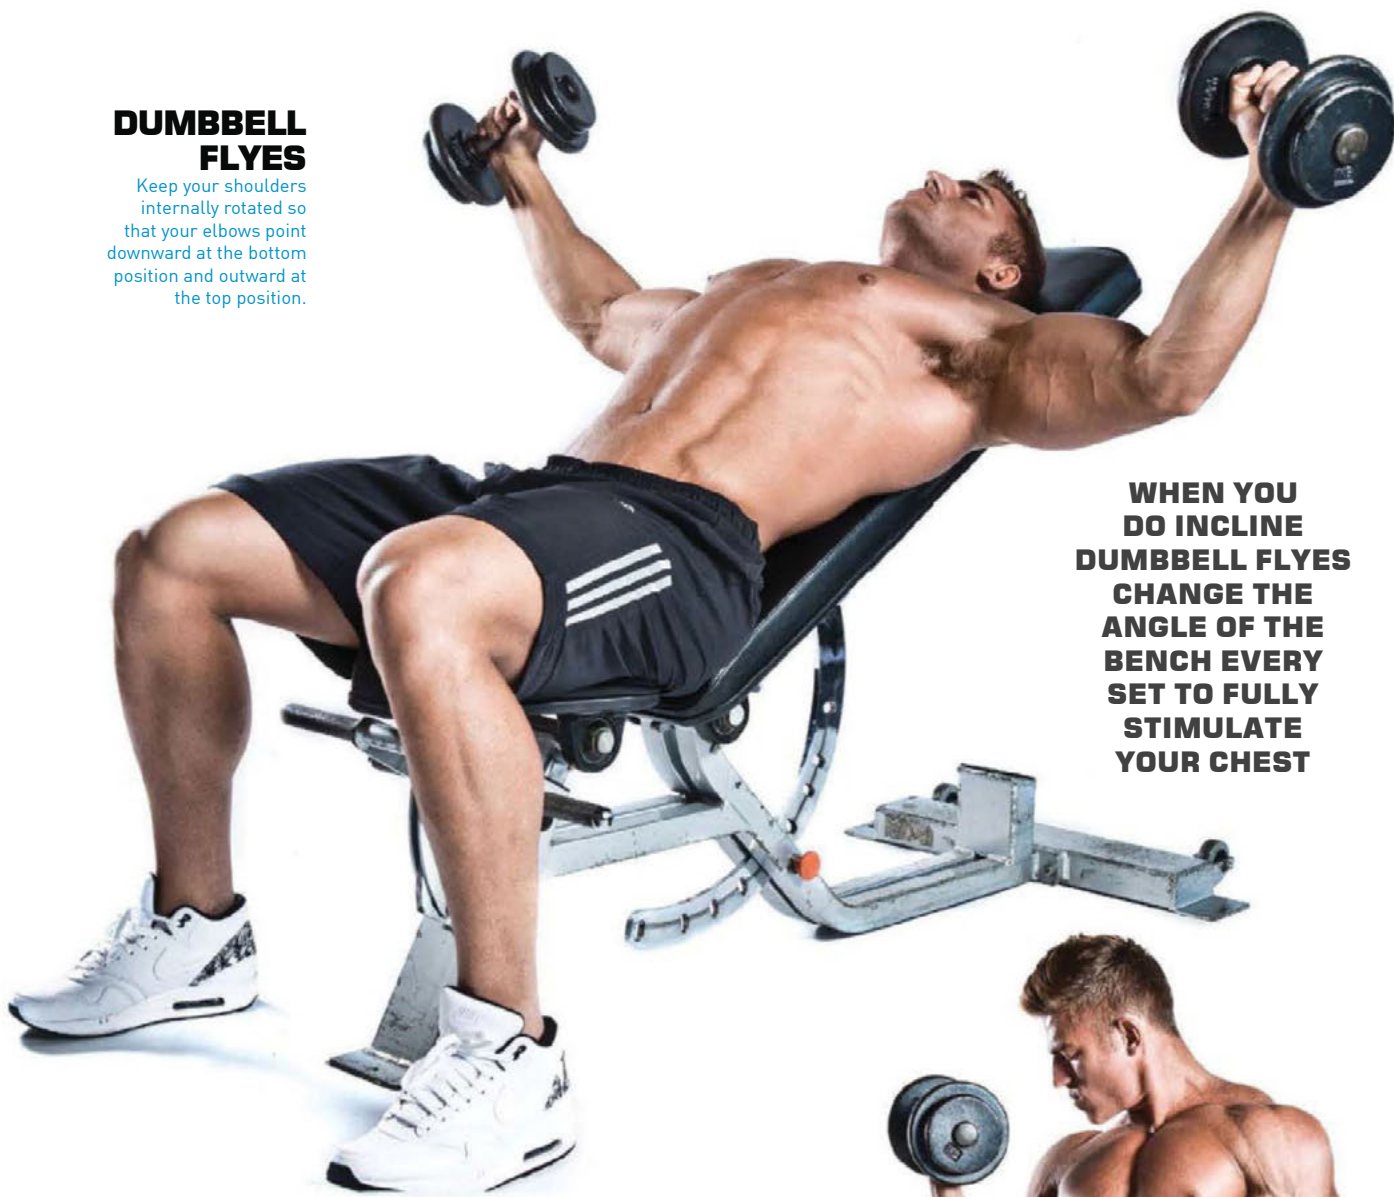 DUMBBELL
FLYES
Keep your shoulders
internally rotated so
that your elbows point
downward at the bottom
position and outward at
the top position.
WHEN YOU
DO INCLINE
DUMBBELL FLYES
CHANGE THE
ANGLE OF THE
BENCH EVERY
SET TO FULLY
STIMULATE
YOUR CHEST